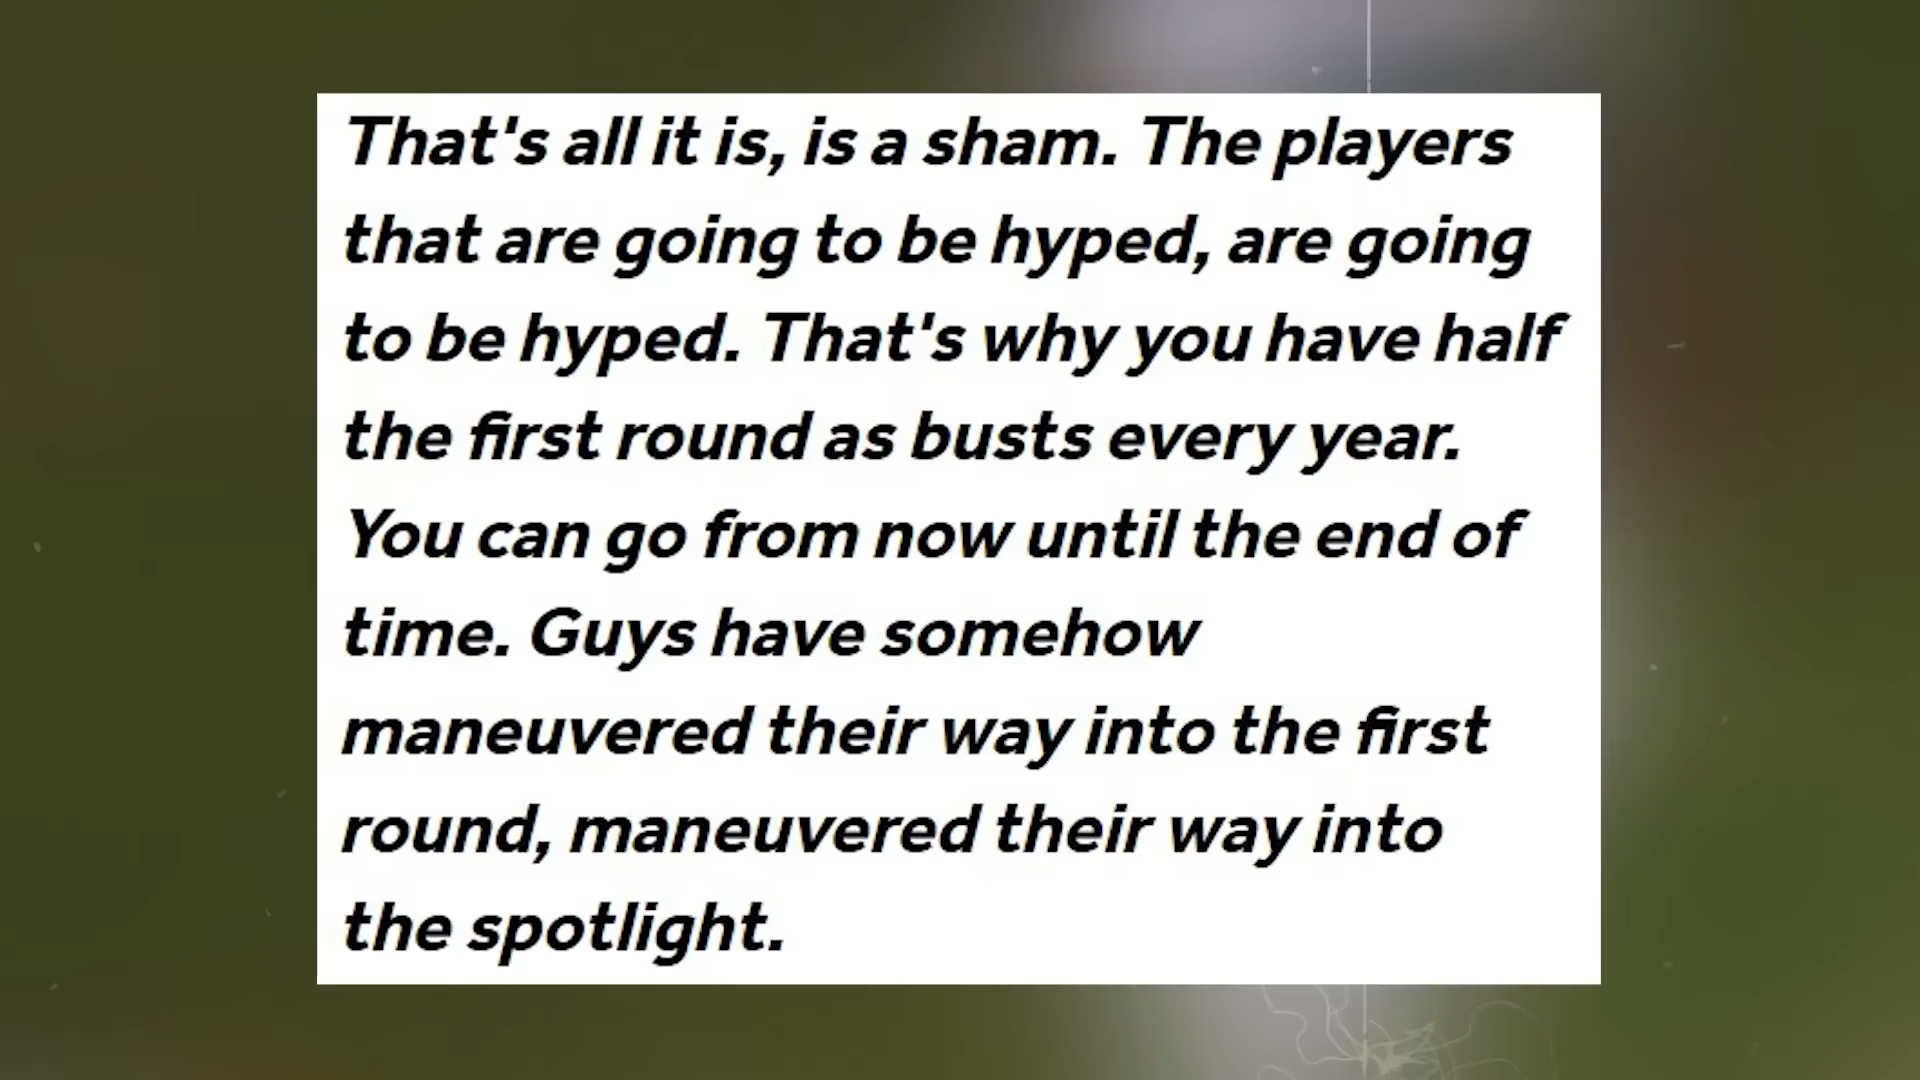 That's all it is, is a sham. The players
that are going to be hyped, are going
to be hyped. That's why you have half
the first round as busts every year.
You can go from now until the end of
time. Guys have somehow
maneuvered their way into the first
round, maneuvered their way into
the spotlight.